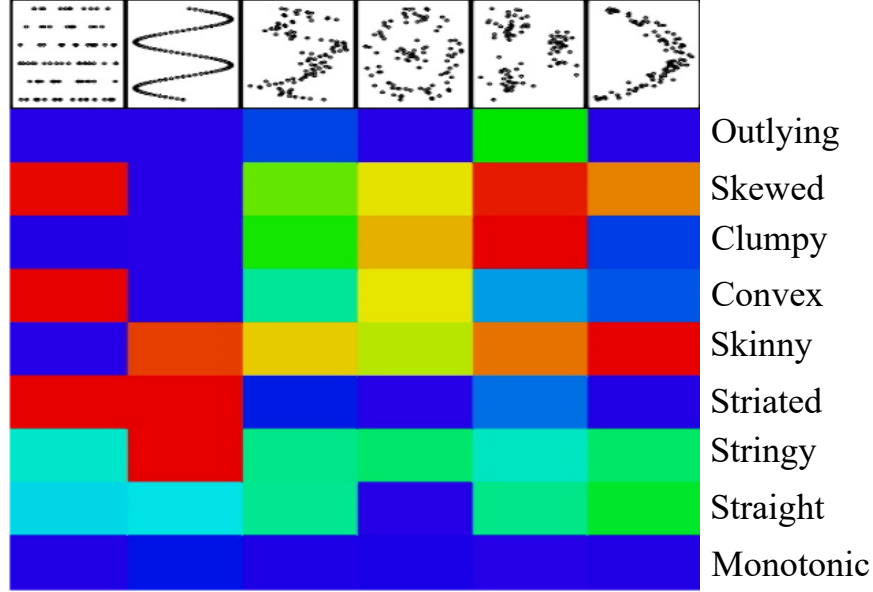 Outlying
Skewed
Clumpy
Convex
Skinny
Striated
Stringy
Straight
Monotonic